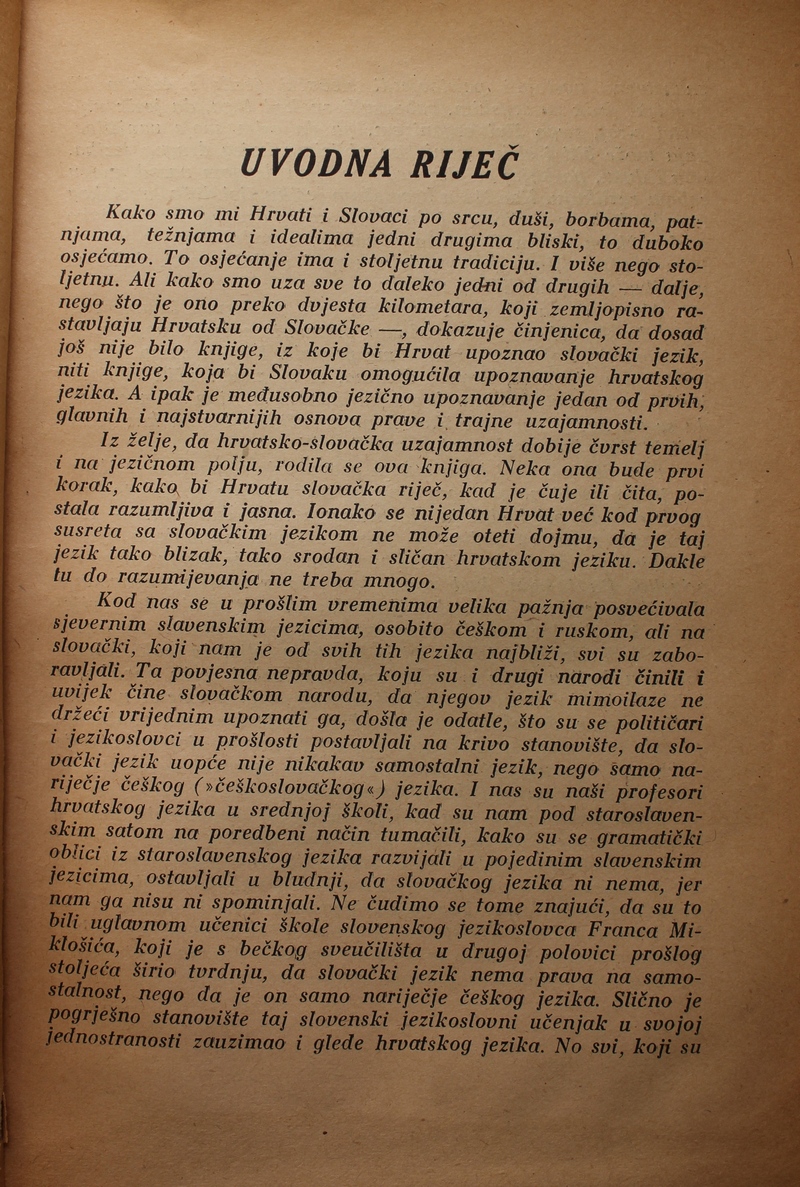 UVODNA RIJEČ
Kako smo mi Hrvati i Slovaci po srcu, duši, borbama, pat-
njama, težnjama i idealima jedni drugima bliski, to duboko
osjećamo. To osjećanje ima i stoljetnu tradiciju. I više nego sto-
ljetnu. Ali kako smo uza sve to daleko jedni od drugih — dalje,
nego što je ono preko dvjesta kilometara, koji zemljopisno ra-
stavljaju Hrvatsku od Slovačke —, dokazuje činjenica, da dosad
još nije bilo knjige, iz koje bi Hrvat upoznao slovački jezik,
niti knjige, koja bi Slovaku omogućila upoznavanje hrvatskog
jezika. A ipak je međusobno jezično upoznavanje jedan od prvih,
glavnih i najstvarnijih osnova prave i trajne uzajamnosti.
Iz želje, da hrvatsko-slovačka uzajamnost dobije čvrst temelj
i na jezičnom polju, rodila se ova knjiga. Neka ona bude prvi
korak, kako bi Hrvatu slovačka riječ, kad je čuje ili čita, po-
stala razumljiva i jasna. Ionako se nijedan Hrvat već kod prvog
susreta sa slovačkim jezikom ne može oteti dojmu, da je taj
jezik tako blizak, tako srodan i sličan hrvatskom jeziku. Dakle
tu do razumijevanja ne treba mnogo.
Kod nas se u prošlim vremenima velika pažnja posvećivala
sjevernim slavenskim jezicima, osobito češkom i ruskom, ali na
slovački, koji nam je od svih tih jezika najbliži, svi su zabo-
ravljali. Ta povjesna nepravda, koju su i drugi narodi činili i
uvijek čine slovačkom narodu, da njegov jezik mimoilaze ne
držeći vrijednim upoznati ga, došla je odatle, što su se političari
i jezikoslovci u prošlosti postavljali na krivo stanovište, da slo-
vački jezik uopće nije nikakav samostalni jezik, nego samo na-
riječje češkog (»češkoslovačkog«) jezika. I nas su naši profesori
hrvatskog jezika u srednjoj školi, kad su nam pod staroslaven-
skim satom na poredbeni način tumačili, kako su se gramatički
oblici iz staroslavenskog jezika razvijali u pojedinim slavenskim
jezicima, ostavljali u bludnji, da slovačkog jezika ni nema, jer
nam ga nisu ni spominjali. Ne čudimo se tome znajući, da su to
bili uglavnom učenici škole slovenskog jezikoslovca Franca Mi-
klošića, koji je s bečkog sveučilišta u drugoj polovici prošlog
stoljeća širio tvrdnju, da slovački jezik nema prava na samo-
stalnost, nego da je on samo nariječje češkog jezika. Slično je
pogrješno stanovište taj slovenski jezikoslovni učenjak u svojoj
jednostranosti zauzimao i glede hrvatskog jezika. No svi, koji su